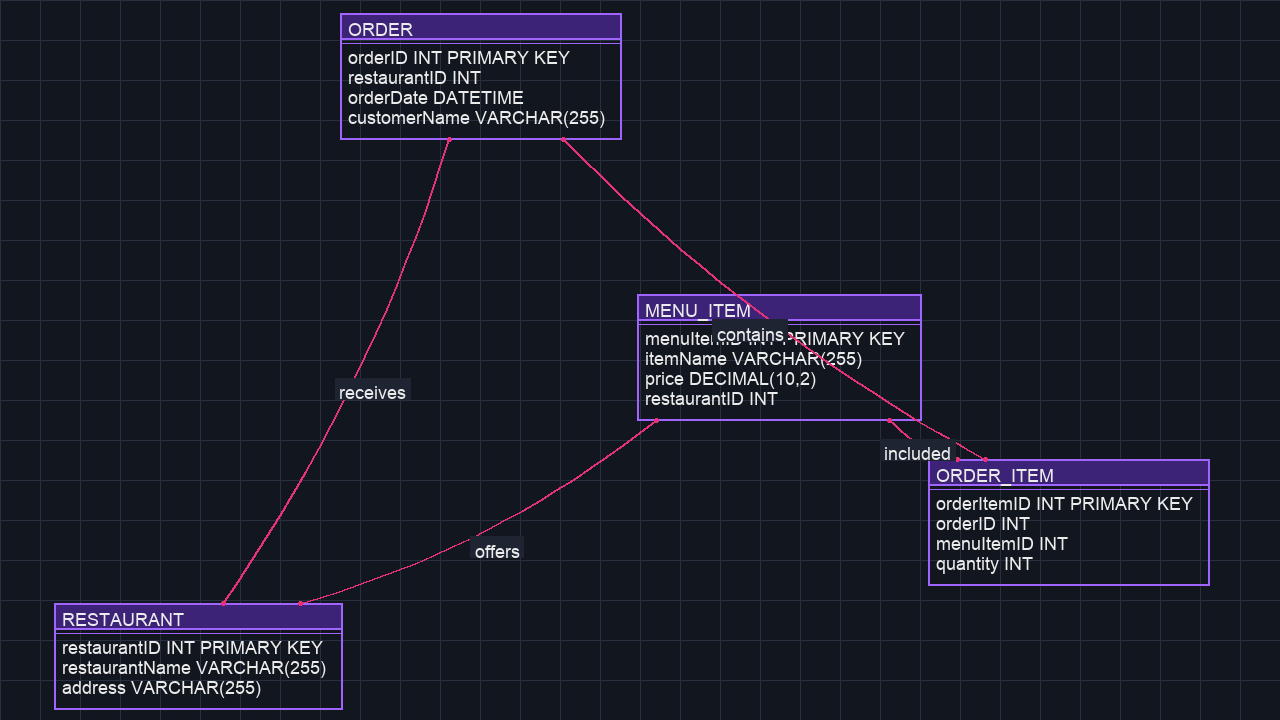 ORDER
orderID INT PRIMARY KEY
restaurantID INT
orderDate DATETIME
customerName VARCHAR(255)
MENU_ITEM
contains
PRIMARY KEY
itemName VARCHAR(255)
price DECIMAL(10,2)
restaurantID INT
receives
included
ORDER_ITEM
orderItemID INT PRIMARY KEY
orderID INT
menuItemID INT
quantity INT
offers
RESTAURANT
restaurantID INT PRIMARY KEY
restaurantName VARCHAR(255)
address VARCHAR(255)